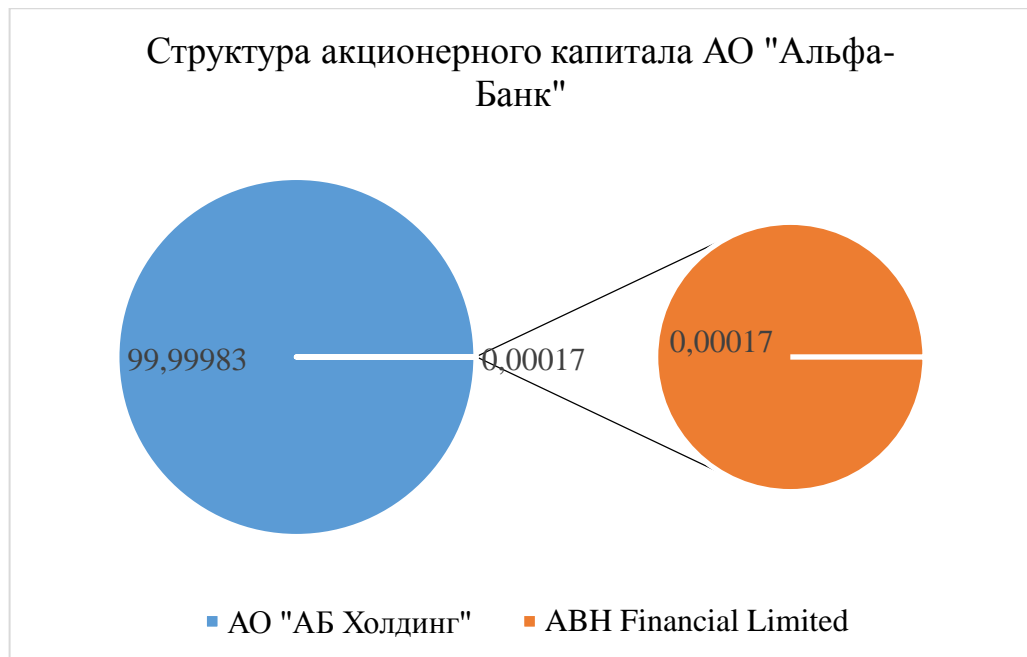 Структура акционерного капитала АО "Альфа-
Банк"
99,99983
0,00017
0,00017
АО "АБ Холдинг"
ABH Financial Limited